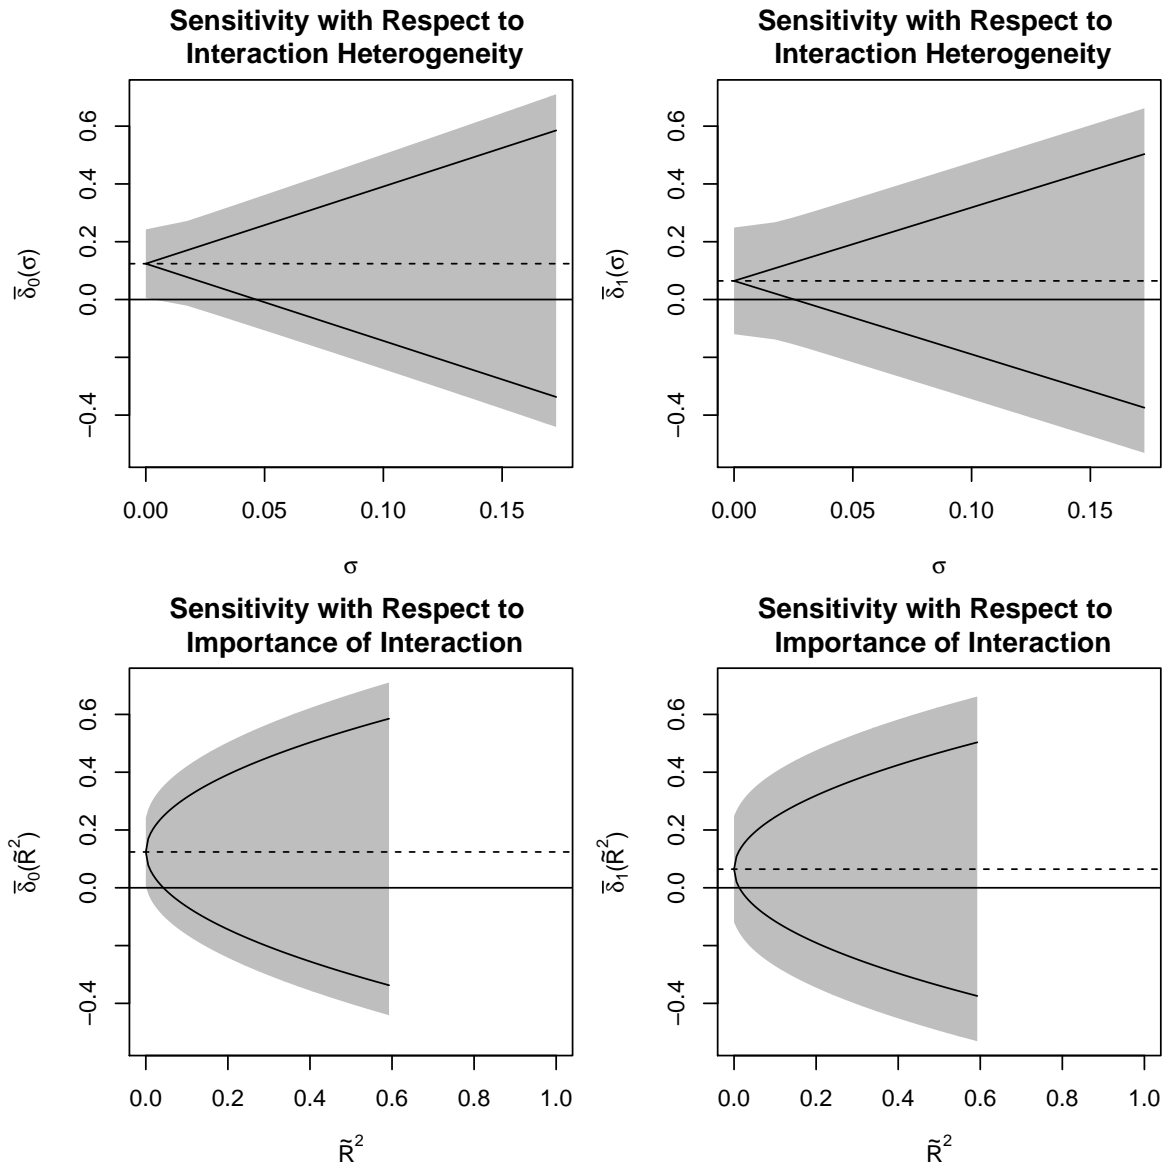 Sensitivity with Respect to
Interaction Heterogeneity
δ̅₀(σ)
0.6
0.4
0.2
0.0
−0.4
0.00 0.05 0.10 0.15
σ
Sensitivity with Respect to
Interaction Heterogeneity
δ̅₁(σ)
0.6
0.4
0.2
0.0
−0.4
0.00 0.05 0.10 0.15
σ
Sensitivity with Respect to
Importance of Interaction
δ̅₀(R̃²)
0.6
0.4
0.2
0.0
−0.4
0.0 0.2 0.4 0.6 0.8 1.0
R̃²
Sensitivity with Respect to
Importance of Interaction
δ̅₁(R̃²)
0.6
0.4
0.2
0.0
−0.4
0.0 0.2 0.4 0.6 0.8 1.0
R̃²